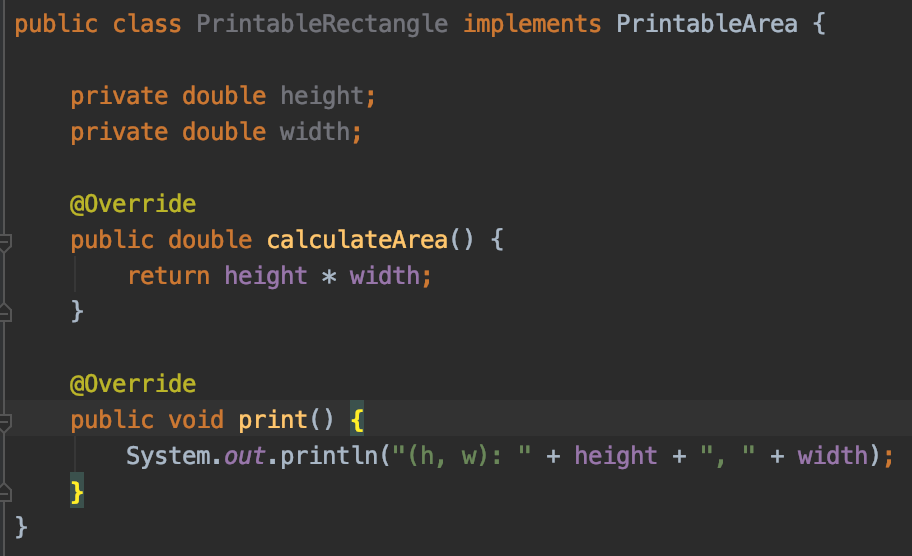 public class PrintableRectangle implements PrintableArea {
private double height;
private double width;
@Override
public double calculateArea() {
return height * width;
}
@Override
public void print() {
System.out.println("(h, w): " + height + ", " + width);
}
}